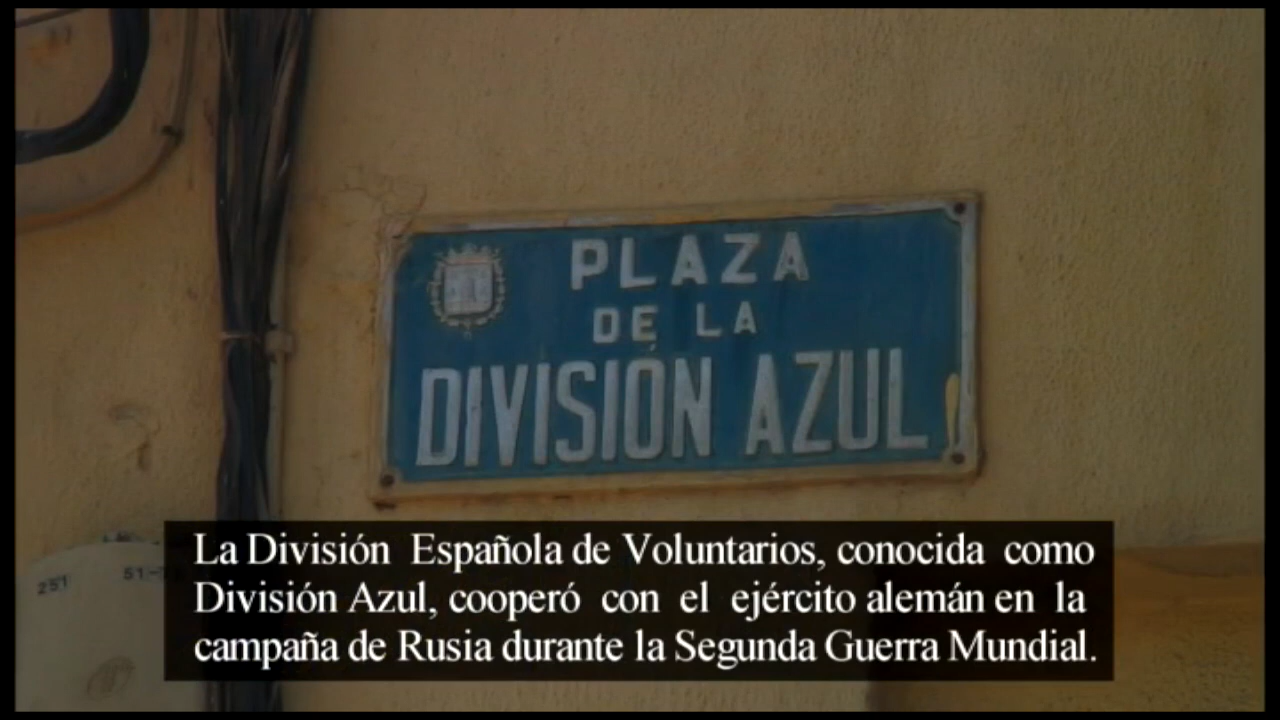 PLAZA
DE LA
DIVISIÓN AZUL
251
La División Española de Voluntarios, conocida como
División Azul, cooperó con el ejército alemán en la
campaña de Rusia durante la Segunda Guerra Mundial.